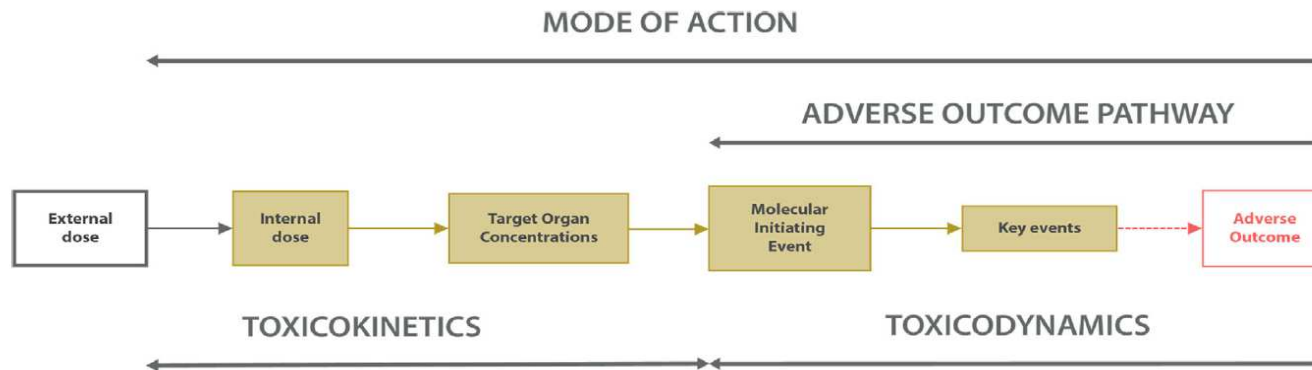 MODE OF ACTION
ADVERSE OUTCOME PATHWAY
External
dose
Internal
dose
Target Organ
Concentrations
Molecular
Initiating
Event
Key events
Adverse
Outcome
TOXICOKINETICS
TOXICODYNAMICS